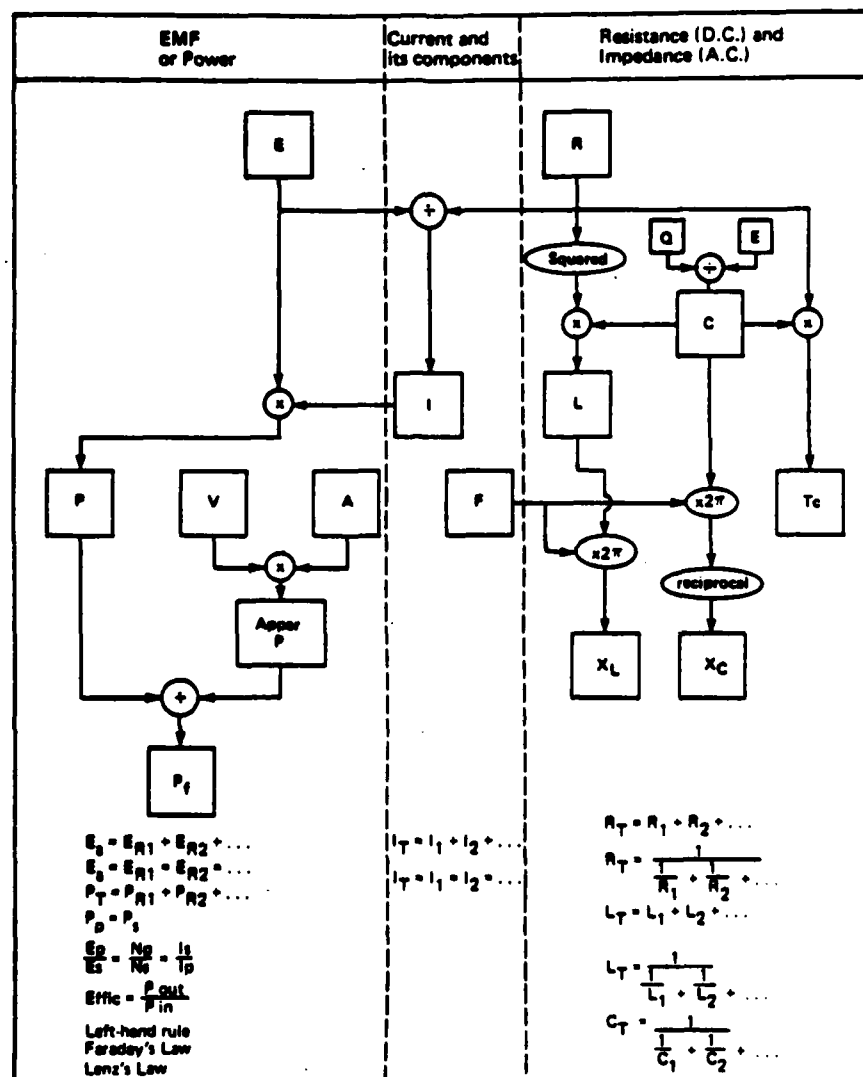 EMF
or Power
Current and
its components
Resistance (D.C.) and
Impedance (A.C.)
E
R
÷
Q
E
Squared
÷
x
C
x
x
I
L
P
V
A
F
x2π
Tc
x
x2π
reciprocal
Appar
P
X_L
X_C
÷
P_f
E_s = E_R1 + E_R2 + ...
E_s = E_R1 = E_R2 = ...
P_T = P_R1 + P_R2 + ...
P_p = P_s
Ep/Es = Np/Ns = Is/Ip
Effic = P out/P in
Left-hand rule
Faraday's Law
Lenz's Law
I_T = I_1 + I_2 + ...
I_T = I_1 = I_2 = ...
R_T = R_1 + R_2 + ...
R_T = 1/(1/R_1 + 1/R_2 + ...
L_T = L_1 + L_2 + ...
L_T = 1/(1/L_1 + 1/L_2 + ...
C_T = 1/(1/C_1 + 1/C_2 + ...